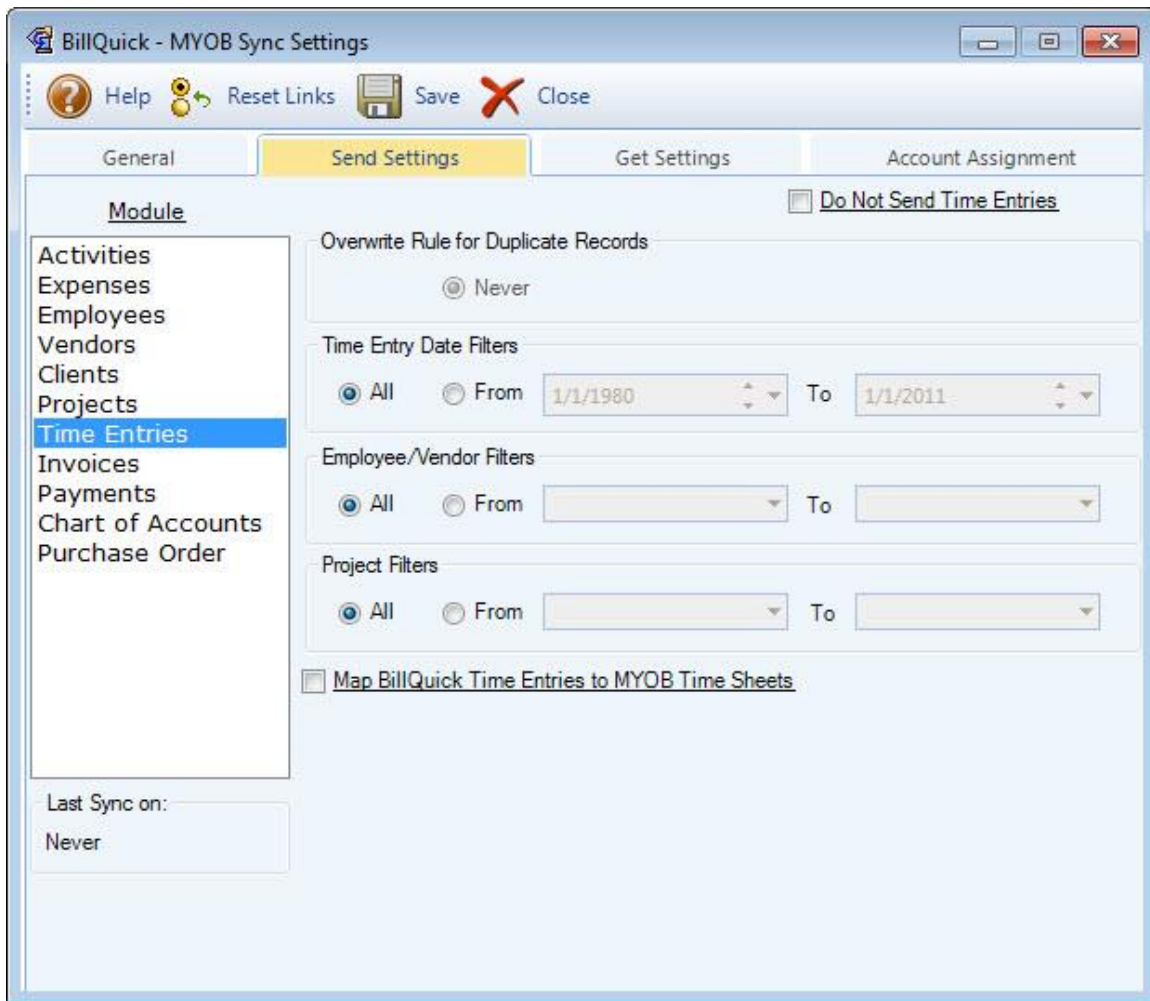 BillQuick - MYOB Sync Settings
Help Reset Links Save Close
General Send Settings Get Settings Account Assignment
Module
Do Not Send Time Entries
Activities
Expenses
Employees
Vendors
Clients
Projects
Time Entries
Invoices
Payments
Chart of Accounts
Purchase Order
Last Sync on:
Never
Overwrite Rule for Duplicate Records
Never
Time Entry Date Filters
All From 1/1/1980 To 1/1/2011
Employee/Vendor Filters
All From To
Project Filters
All From To
Map BillQuick Time Entries to MYOB Time Sheets